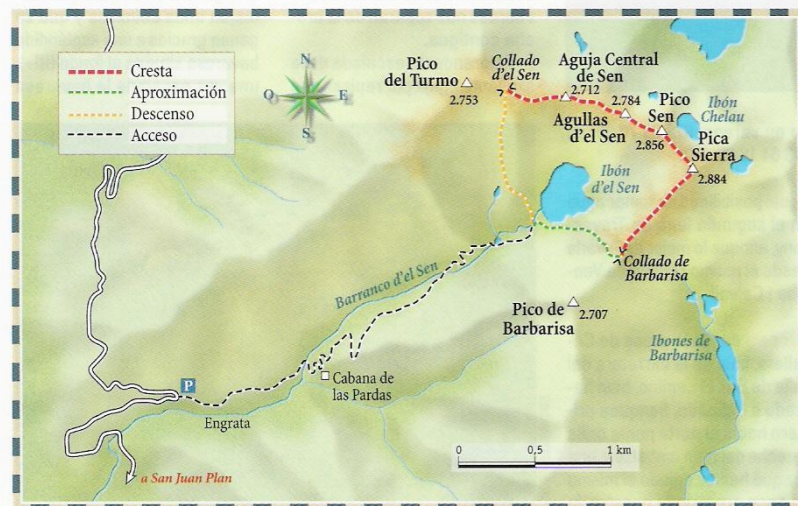 Cresta
Aproximación
Descenso
Acceso
N
O
E
S
Pico
del Turmo
2.753
Collado
d'el Sen
Aguja Central
de Sen
2.712
2.784
Agullas
d'el Sen
Pico
Sen
2.856
Ibón
Chelau
Pica
Sierra
2.884
Ibón
d'el Sen
Collado de
Barbarisa
Barranco d'el Sen
Pico de
Barbarisa
2.707
Ibones de
Barbarisa
P
Cabana de
las Pardas
Engrata
0
0,5
1 km
a San Juan Plan